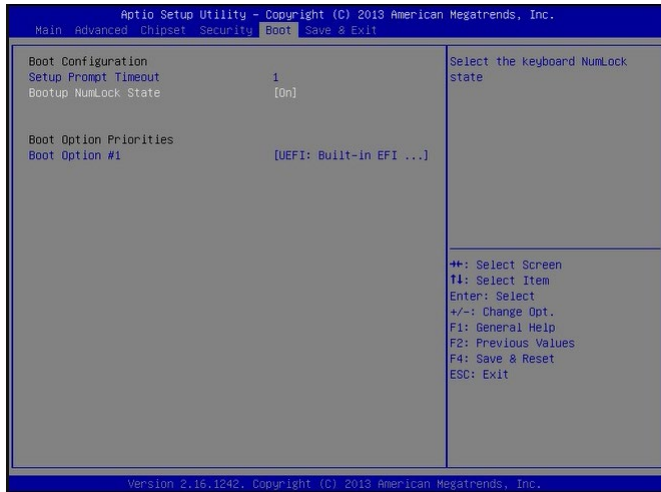 Aptio Setup Utility – Copyright (C) 2013 American Megatrends, Inc.
Main Advanced Chipset Security Boot Save & Exit
Boot Configuration
Setup Prompt Timeout 1
Bootup NumLock State [On]
Boot Option Priorities
Boot Option #1 [UEFI: Built-in EFI ...]
Select the keyboard NumLock
state
→←: Select Screen
↑↓: Select Item
Enter: Select
+/-: Change Opt.
F1: General Help
F2: Previous Values
F4: Save & Reset
ESC: Exit
Version 2.16.1242. Copyright (C) 2013 American Megatrends, Inc.